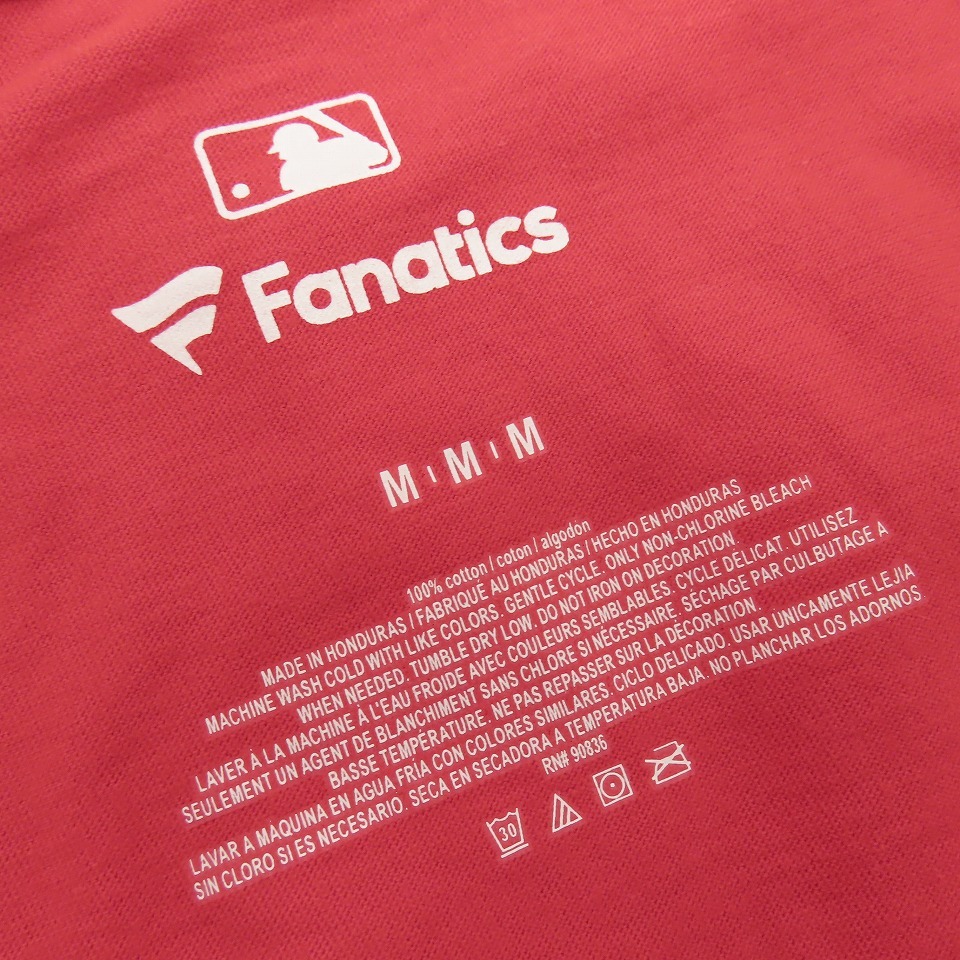 Fanatics
M I M I M
100% cotton / coton / algodón
MADE IN HONDURAS / FABRIQUÉ AU HONDURAS / HECHO EN HONDURAS
MACHINE WASH COLD WITH LIKE COLORS. GENTLE CYCLE. ONLY NON-CHLORINE BLEACH
WHEN NEEDED. TUMBLE DRY LOW. DO NOT IRON ON DECORATION
LAVER À LA MACHINE À L'EAU FROIDE AVEC COULEURS SEMBLABLES. CYCLE DÉLICAT. UTILISEZ
SEULEMENT UN AGENT DE BLANCHIMENT SANS CHLORE SI NÉCESSAIRE. SÉCHAGE PAR CULBUTAGE A
BASSE TEMPÉRATURE. NE PAS REPASSER SUR LA DÉCORATION.
LAVAR A MÁQUINA EN AGUA FRÍA CON COLORES SIMILARES. CICLO DELICADO. USAR ÚNICAMENTE LEJIA
SIN CLORO SI ES NECESARIO. SECA EN SECADORA A TEMPERATURA BAJA. NO PLANCHAR LOS ADORNOS
RN# 90836
30